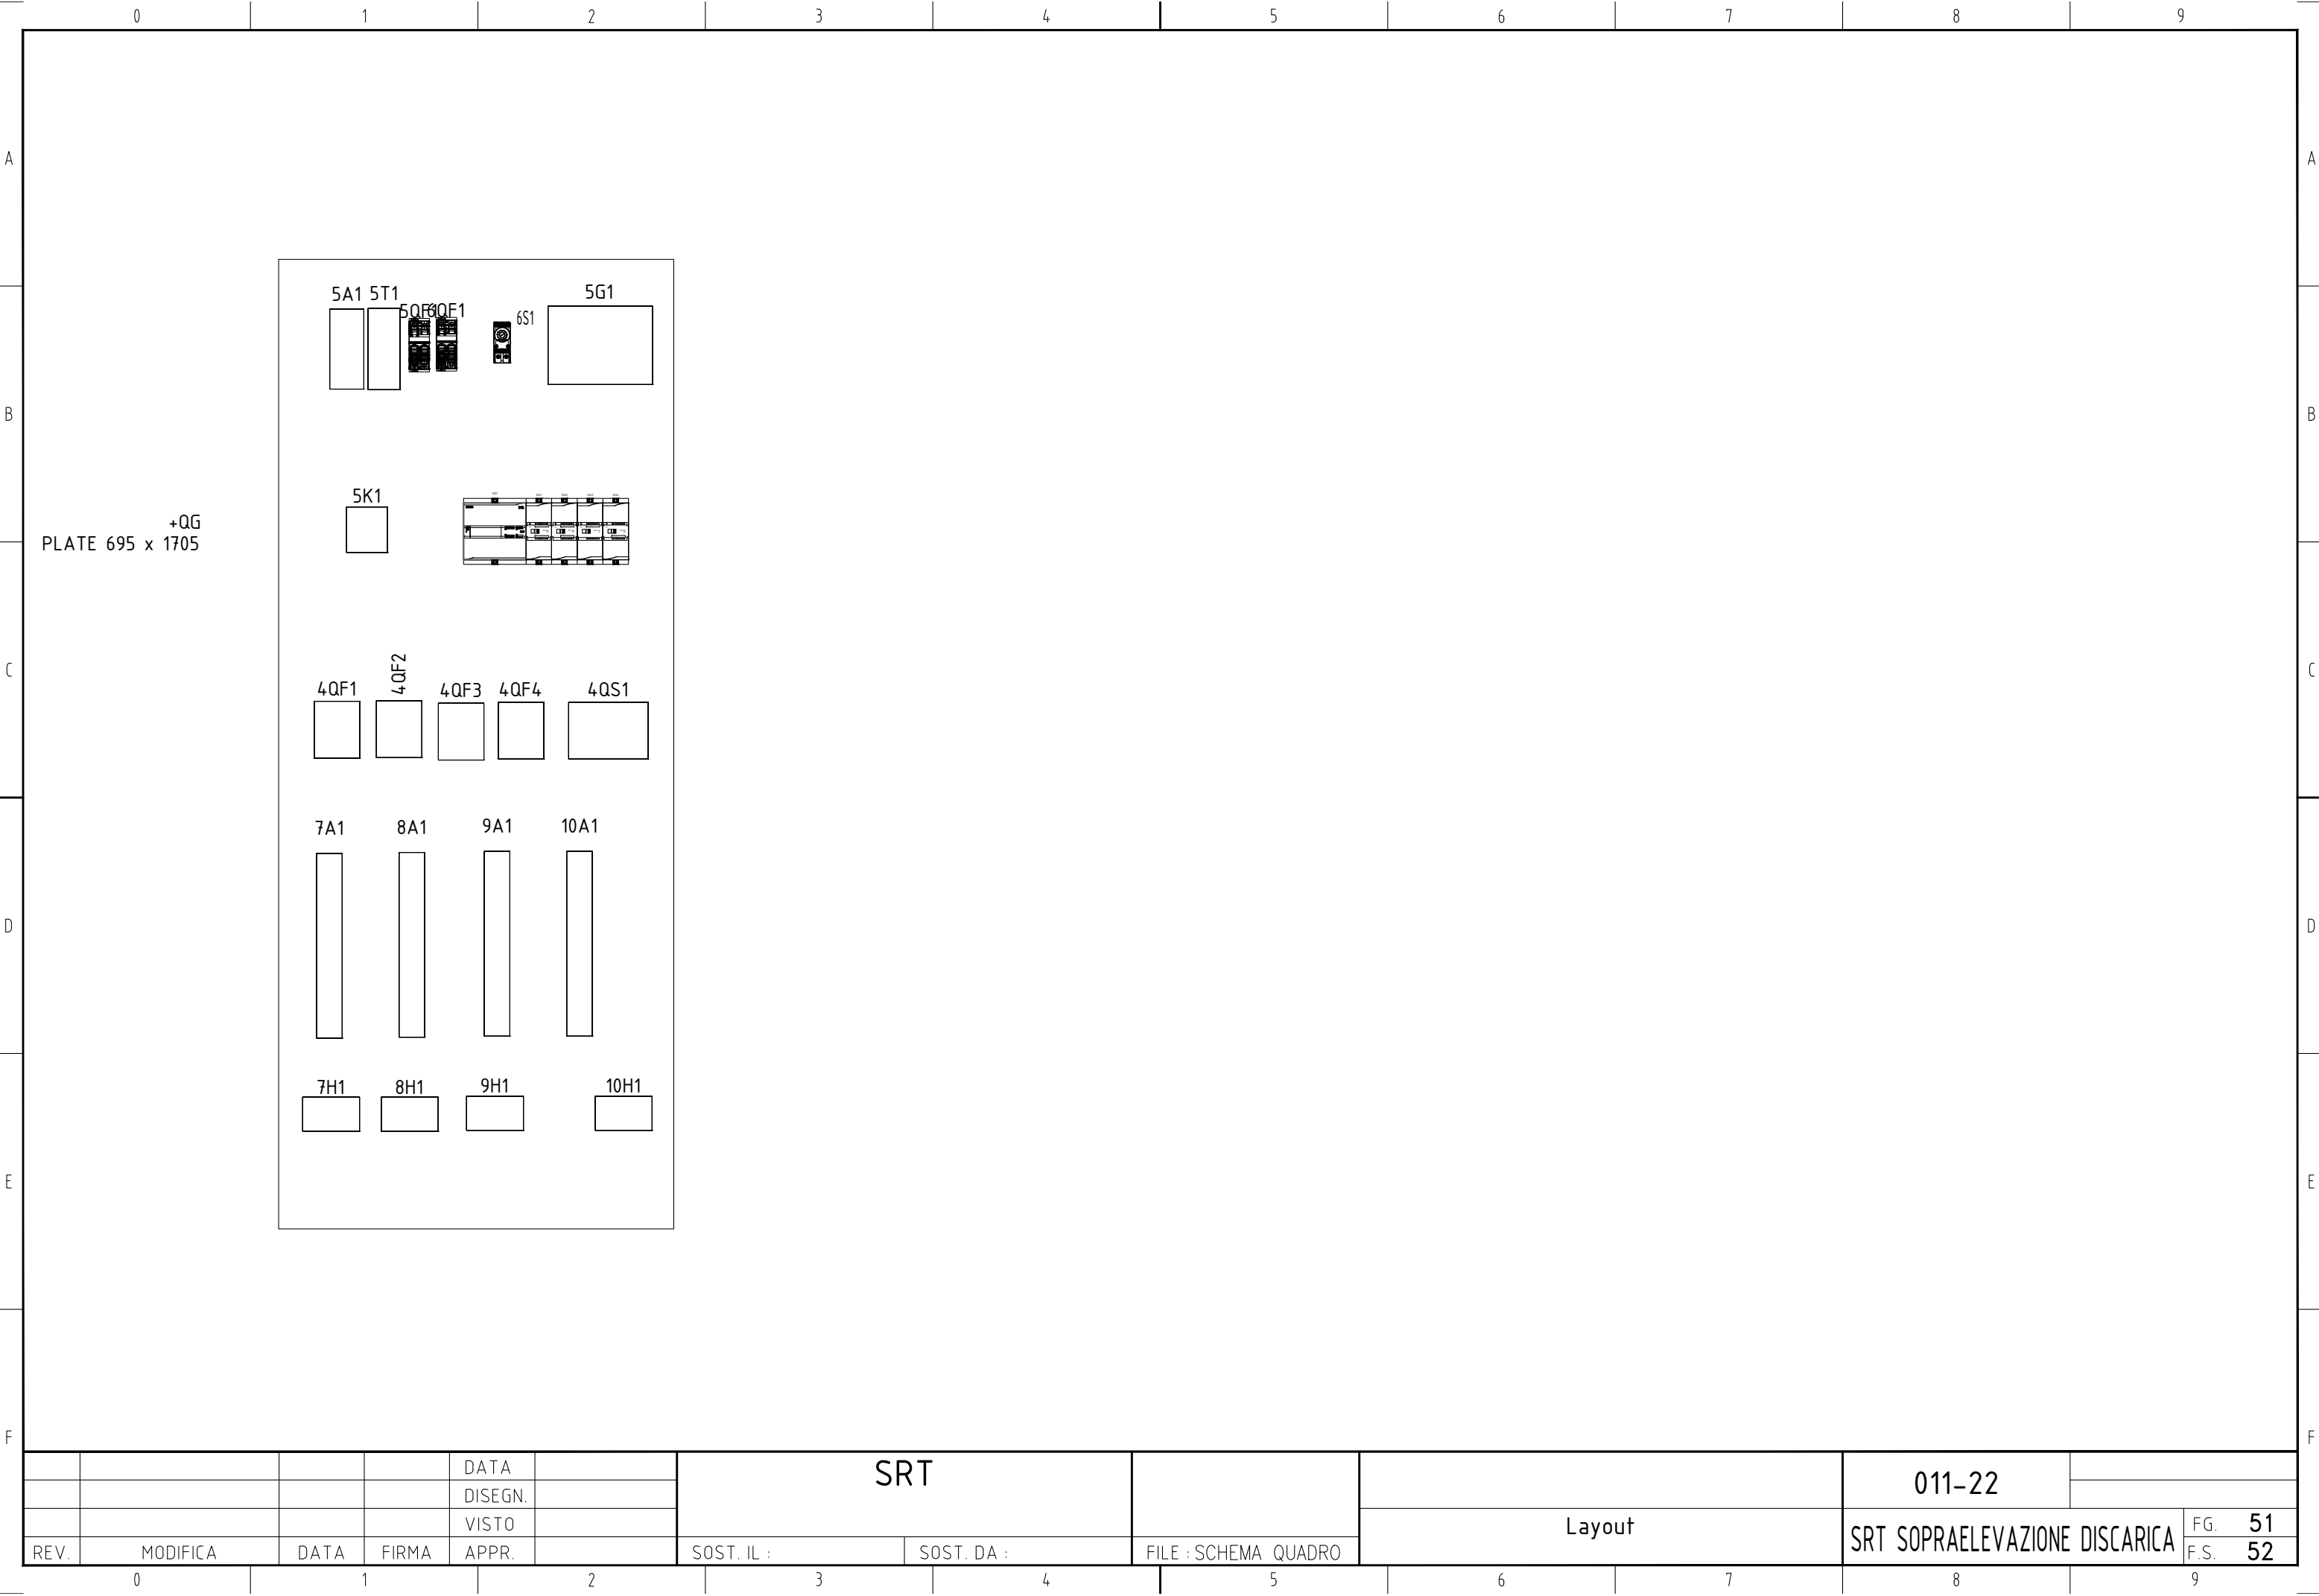 0 1 2 3 4 5 6 7 8 9
A A
5A1 5T1 5QF1 6QF1 6S1 5G1
B B
5K1
+QG
PLATE 695 x 1705
C C
4QF1 4QF2 4QF3 4QF4 4QS1
7A1 8A1 9A1 10A1
D D
7H1 8H1 9H1 10H1
E E
F F
DATA
DISEGN.
VISTO
REV. MODIFICA DATA FIRMA APPR.
SRT
SOST. IL : SOST. DA :
FILE : SCHEMA QUADRO
Layout
011-22
SRT SOPRAELEVAZIONE DISCARICA
FG. 51
F.S. 52
0 1 2 3 4 5 6 7 8 9